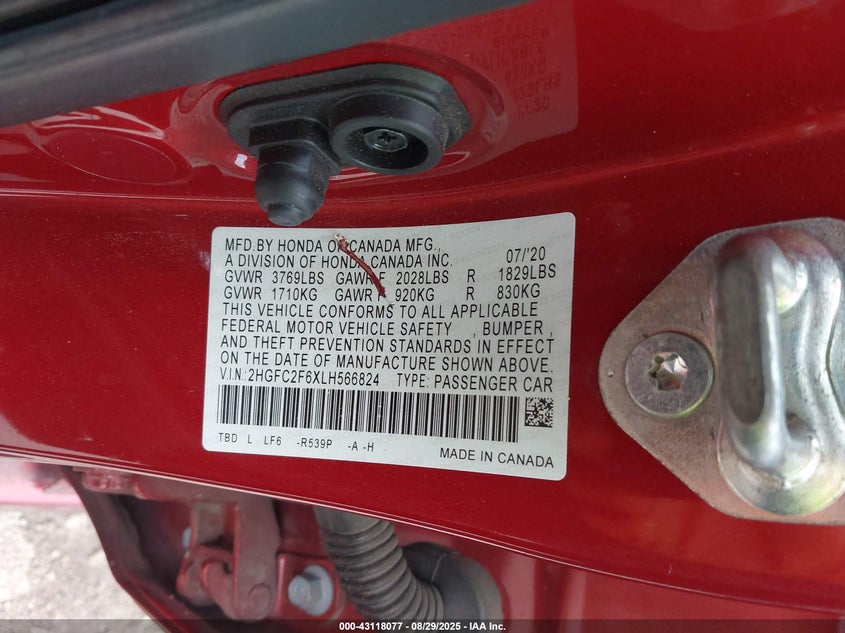 MFD.BY HONDA OF CANADA MFG.,
A DIVISION OF HONDA CANADA INC. 07/'20
GVWR 3769LBS GAWR F 2028LBS R 1829LBS
GVWR 1710KG GAWR F 920KG R 830KG
THIS VEHICLE CONFORMS TO ALL APPLICABLE
FEDERAL MOTOR VEHICLE SAFETY , BUMPER ,
AND THEFT PREVENTION STANDARDS IN EFFECT
ON THE DATE OF MANUFACTURE SHOWN ABOVE.
V.I.N:2HGFC2F6XLH566824 TYPE: PASSENGER CAR
TBD L LF6 -R539P -A -H
MADE IN CANADA
000-43118077 - 08/29/2025 - IAA Inc.